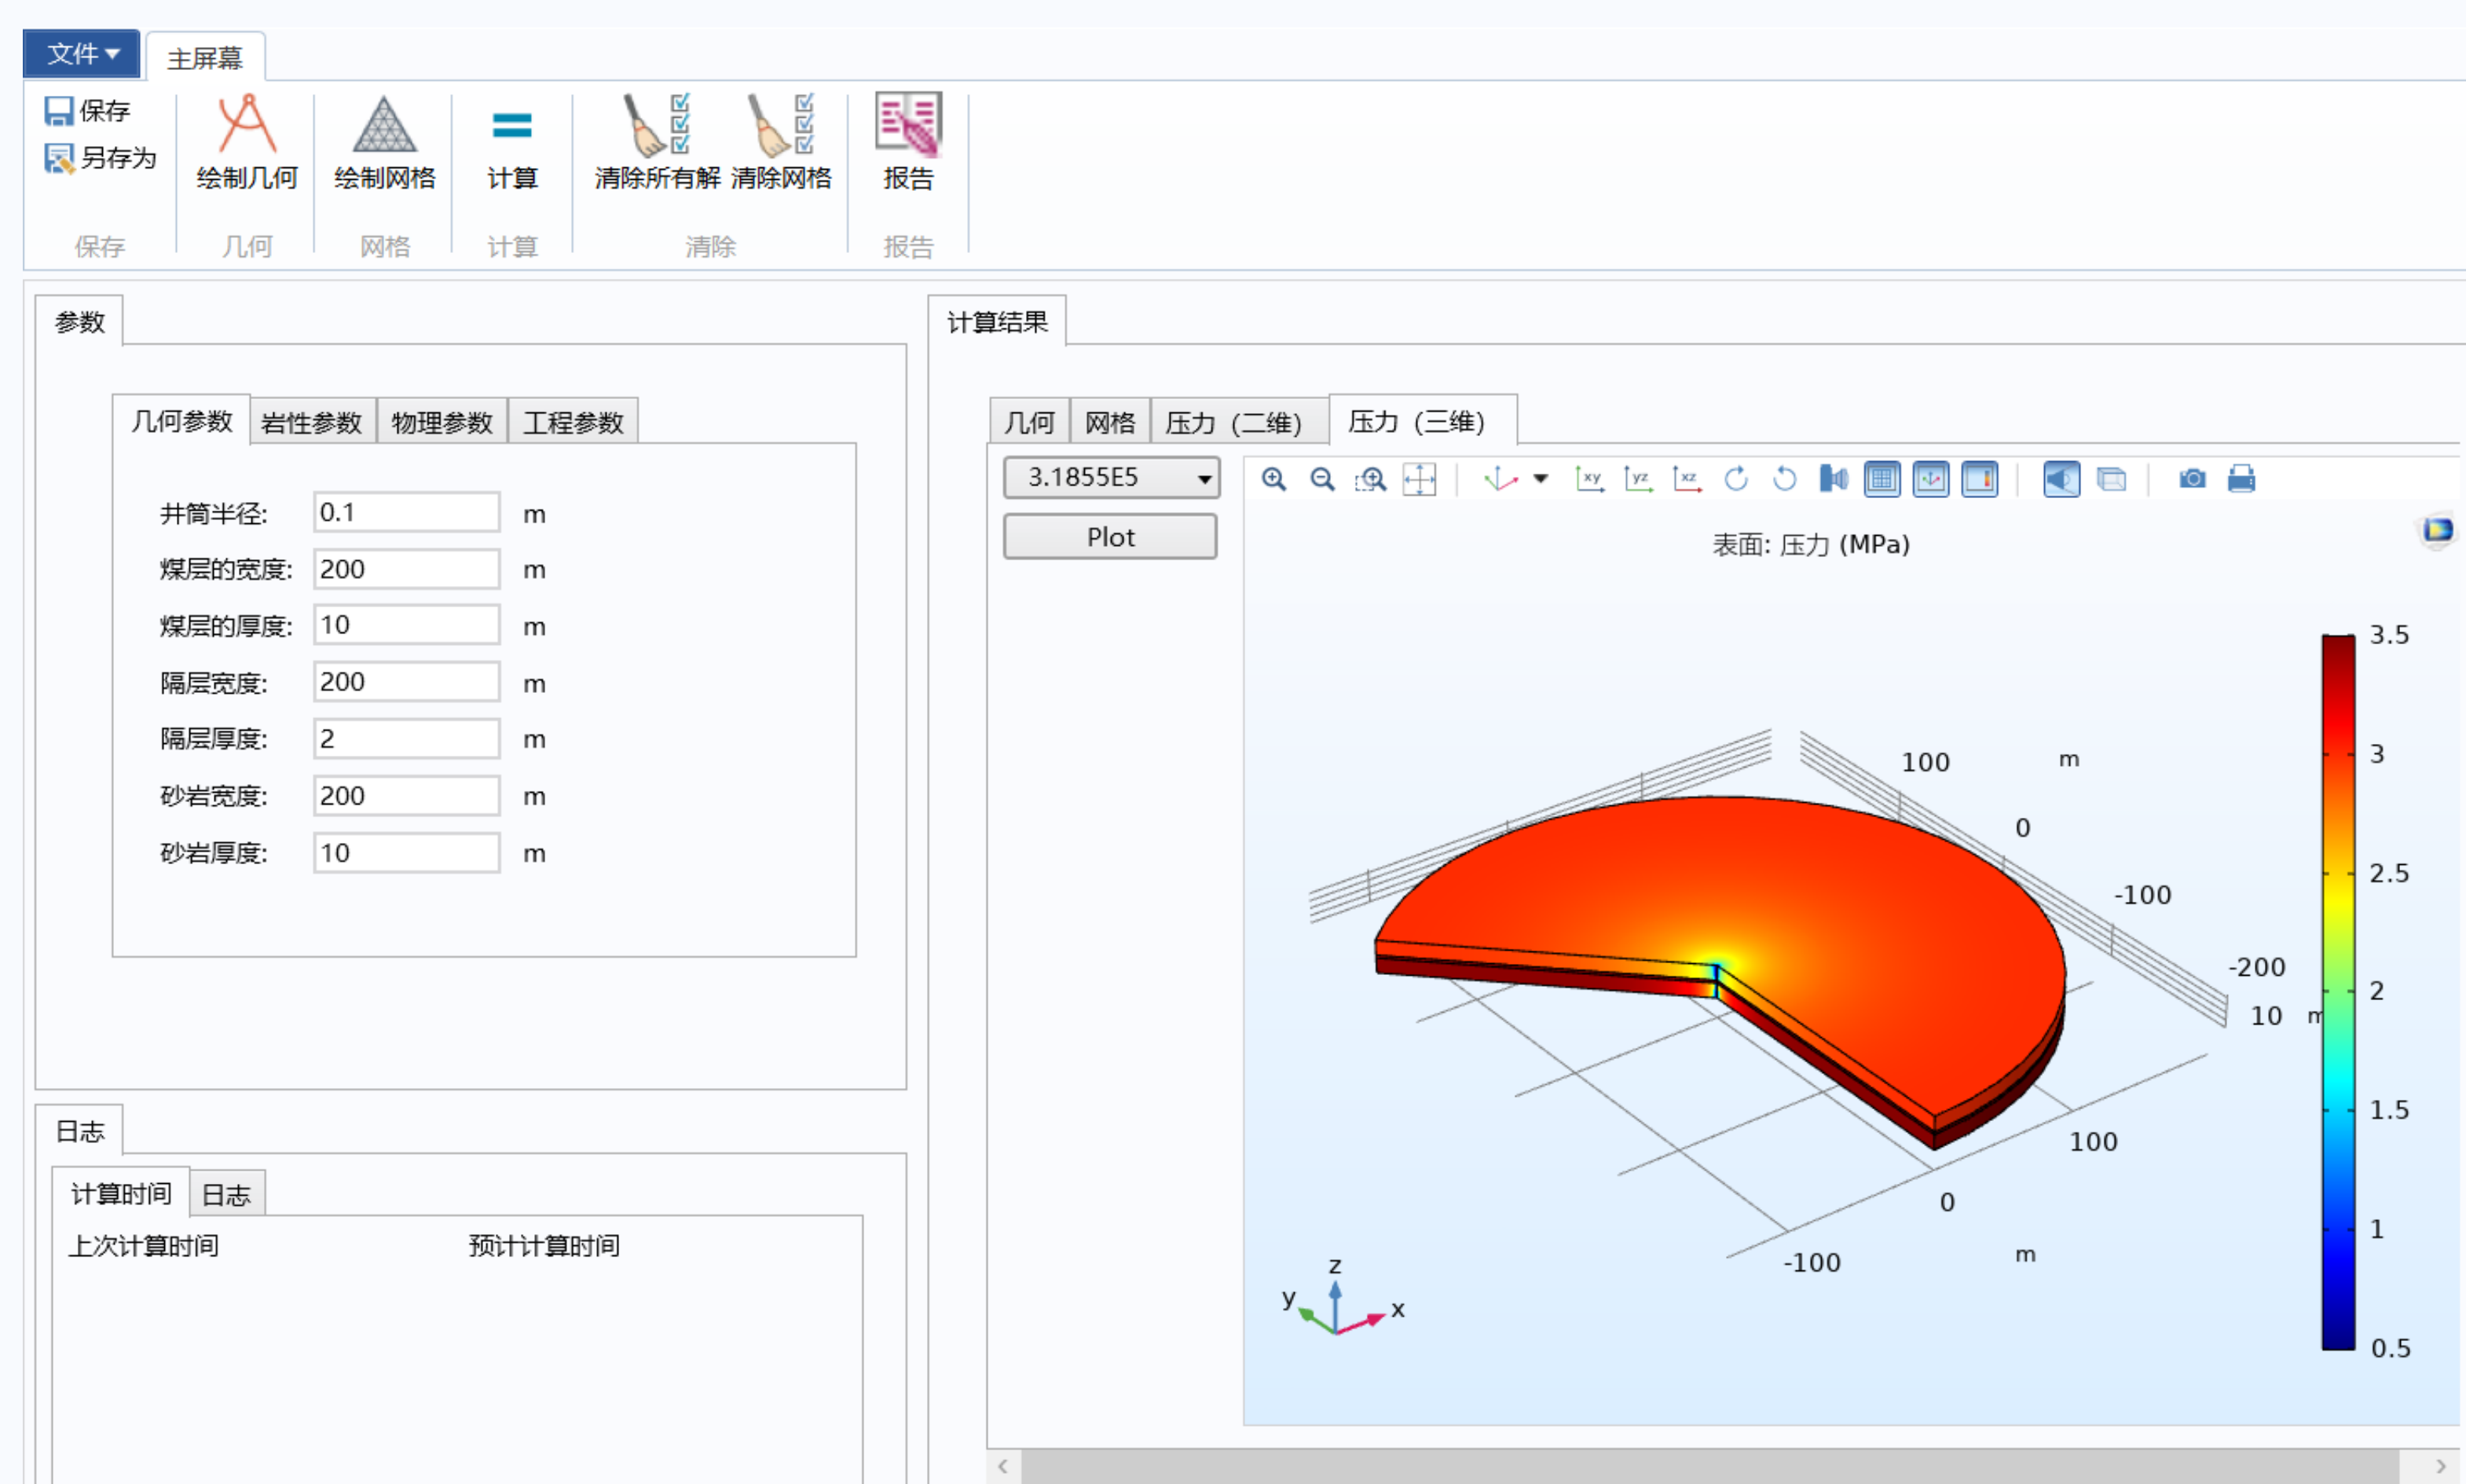 文件 主屏幕
保存
另存为
绘制几何 绘制网格 计算 清除所有解 清除网格 报告
保存 几何 网格 计算 清除 报告
参数
几何参数 岩性参数 物理参数 工程参数
井筒半径: 0.1 m
煤层的宽度: 200 m
煤层的厚度: 10 m
隔层宽度: 200 m
隔层厚度: 2 m
砂岩宽度: 200 m
砂岩厚度: 10 m
日志
计算时间 日志
上次计算时间 预计计算时间
计算结果
几何 网格 压力 (二维) 压力 (三维)
3.1855E5
xy yz xz
Plot
表面: 压力 (MPa)
3.5
3
2.5
2
1.5
1
0.5
100 m
0
-100
-200
10 m
100
0
-100 m
z
y x